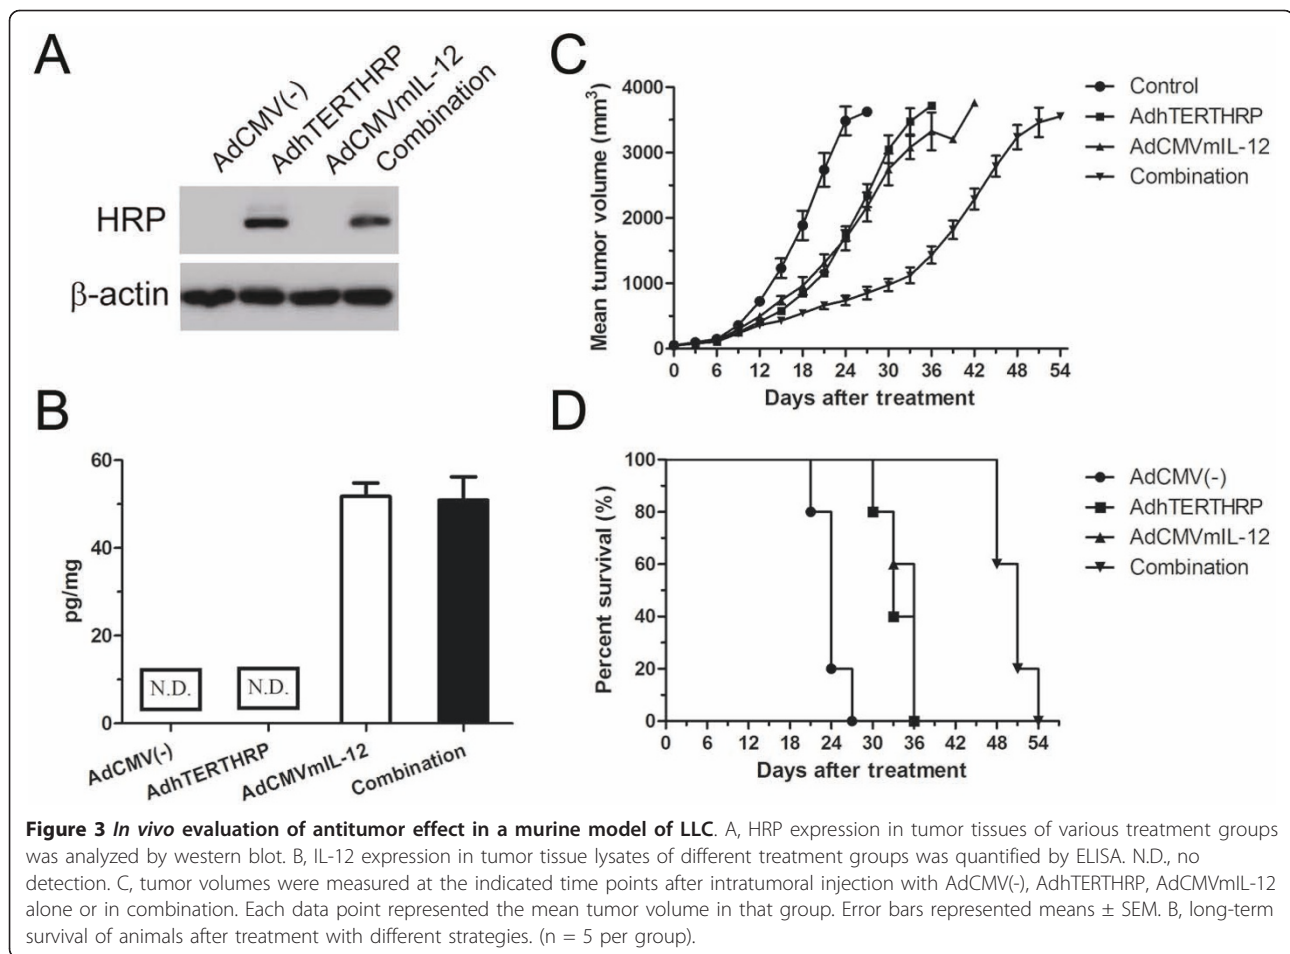 A
AdCMV(-)
AdhTERTHRP
AdCMVmIL-12
Combination
HRP
β-actin
B
60
40
20
0
pg/mg
N.D.
N.D.
AdCMV(-)
AdhTERTHRP
AdCMVmIL-12
Combination
C
Mean tumor volume (mm³)
4000
3000
2000
1000
0
0 6 12 18 24 30 36 42 48 54
Days after treatment
Control
AdhTERTHRP
AdCMVmIL-12
Combination
D
Percent survival (%)
100
80
60
40
20
0
0 6 12 18 24 30 36 42 48 54
Days after treatment
AdCMV(-)
AdhTERTHRP
AdCMVmIL-12
Combination
Figure 3 In vivo evaluation of antitumor effect in a murine model of LLC. A, HRP expression in tumor tissues of various treatment groups
was analyzed by western blot. B, IL-12 expression in tumor tissue lysates of different treatment groups was quantified by ELISA. N.D., no
detection. C, tumor volumes were measured at the indicated time points after intratumoral injection with AdCMV(-), AdhTERTHRP, AdCMVmIL-12
alone or in combination. Each data point represented the mean tumor volume in that group. Error bars represented means ± SEM. B, long-term
survival of animals after treatment with different strategies. (n = 5 per group).